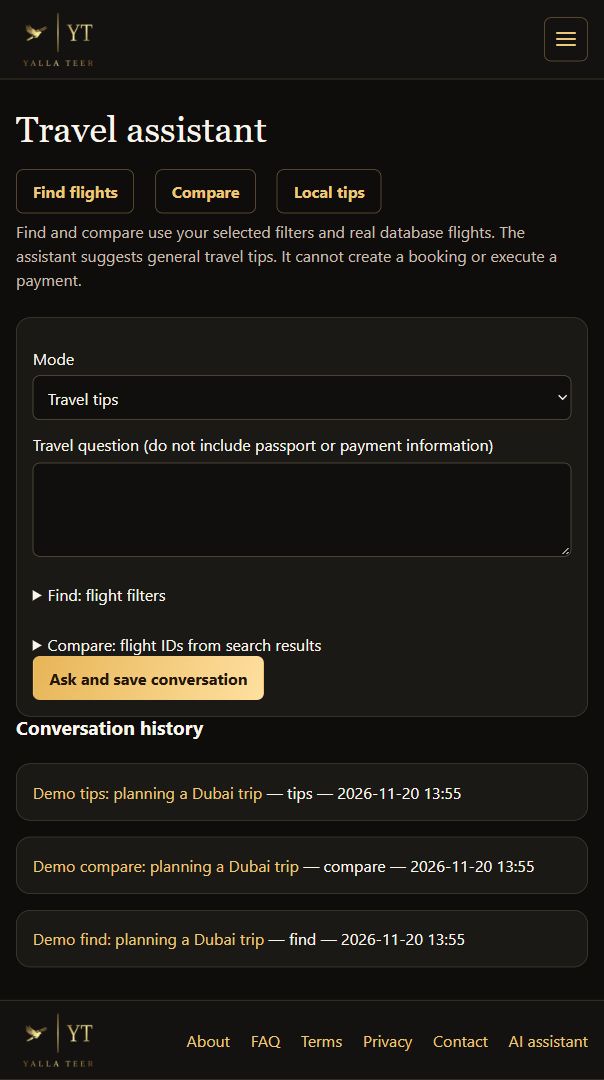 YT
YALLA TEER
Travel assistant
Find flights
Compare
Local tips
Find and compare use your selected filters and real database flights. The
assistant suggests general travel tips. It cannot create a booking or execute a
payment.
Mode
Travel tips
Travel question (do not include passport or payment information)
Find: flight filters
Compare: flight IDs from search results
Ask and save conversation
Conversation history
Demo tips: planning a Dubai trip — tips — 2026-11-20 13:55
Demo compare: planning a Dubai trip — compare — 2026-11-20 13:55
Demo find: planning a Dubai trip — find — 2026-11-20 13:55
YT
YALLA TEER
About FAQ Terms Privacy Contact AI assistant